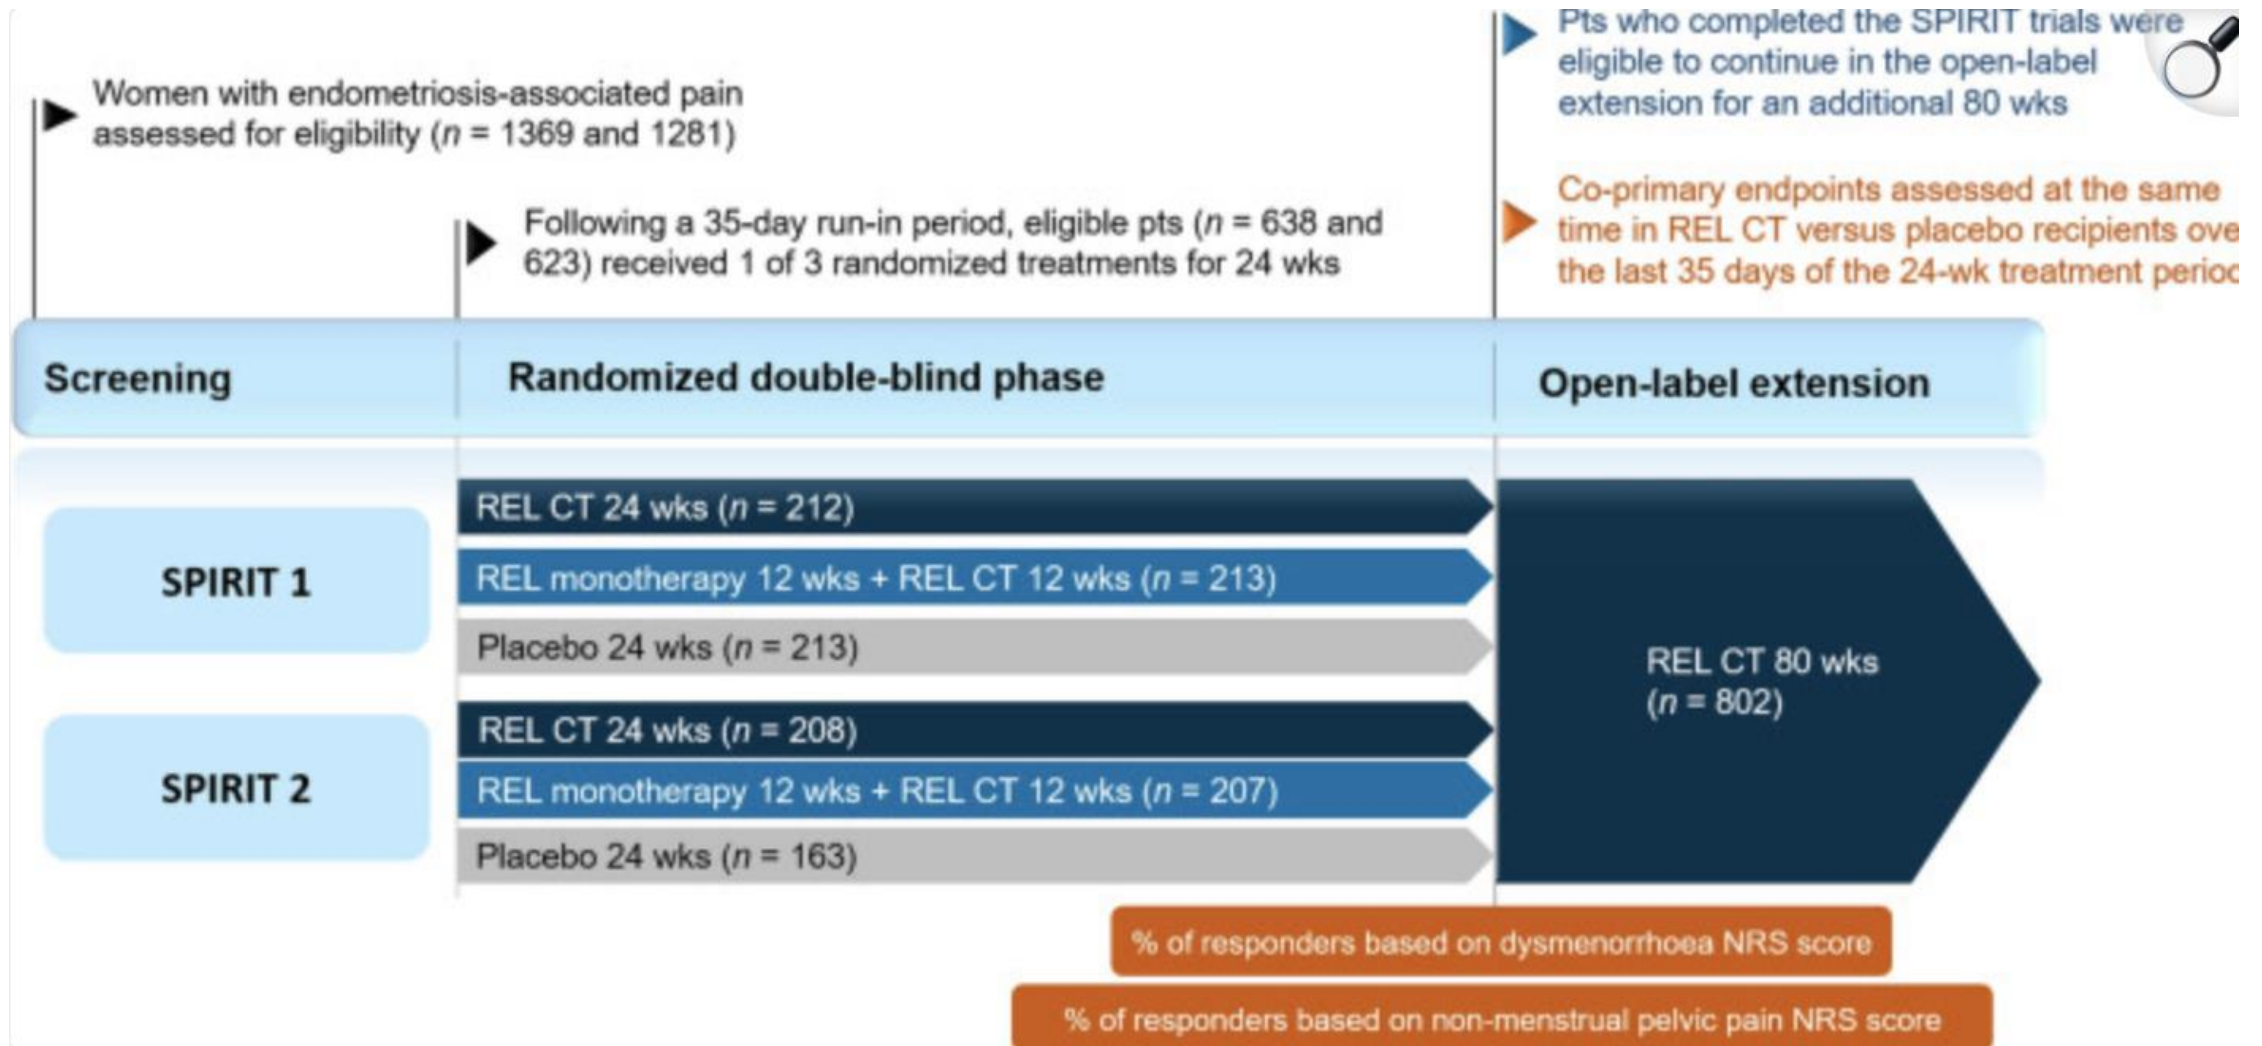 Women with endometriosis-associated pain
assessed for eligibility (n = 1369 and 1281)
Following a 35-day run-in period, eligible pts (n = 638 and
623) received 1 of 3 randomized treatments for 24 wks
Pts who completed the SPIRIT trials were
eligible to continue in the open-label
extension for an additional 80 wks
Co-primary endpoints assessed at the same
time in REL CT versus placebo recipients ove
the last 35 days of the 24-wk treatment perio
Screening
Randomized double-blind phase
Open-label extension
SPIRIT 1
REL CT 24 wks (n = 212)
REL monotherapy 12 wks + REL CT 12 wks (n = 213)
Placebo 24 wks (n = 213)
SPIRIT 2
REL CT 24 wks (n = 208)
REL monotherapy 12 wks + REL CT 12 wks (n = 207)
Placebo 24 wks (n = 163)
REL CT 80 wks
(n = 802)
% of responders based on dysmenorrhoea NRS score
% of responders based on non-menstrual pelvic pain NRS score